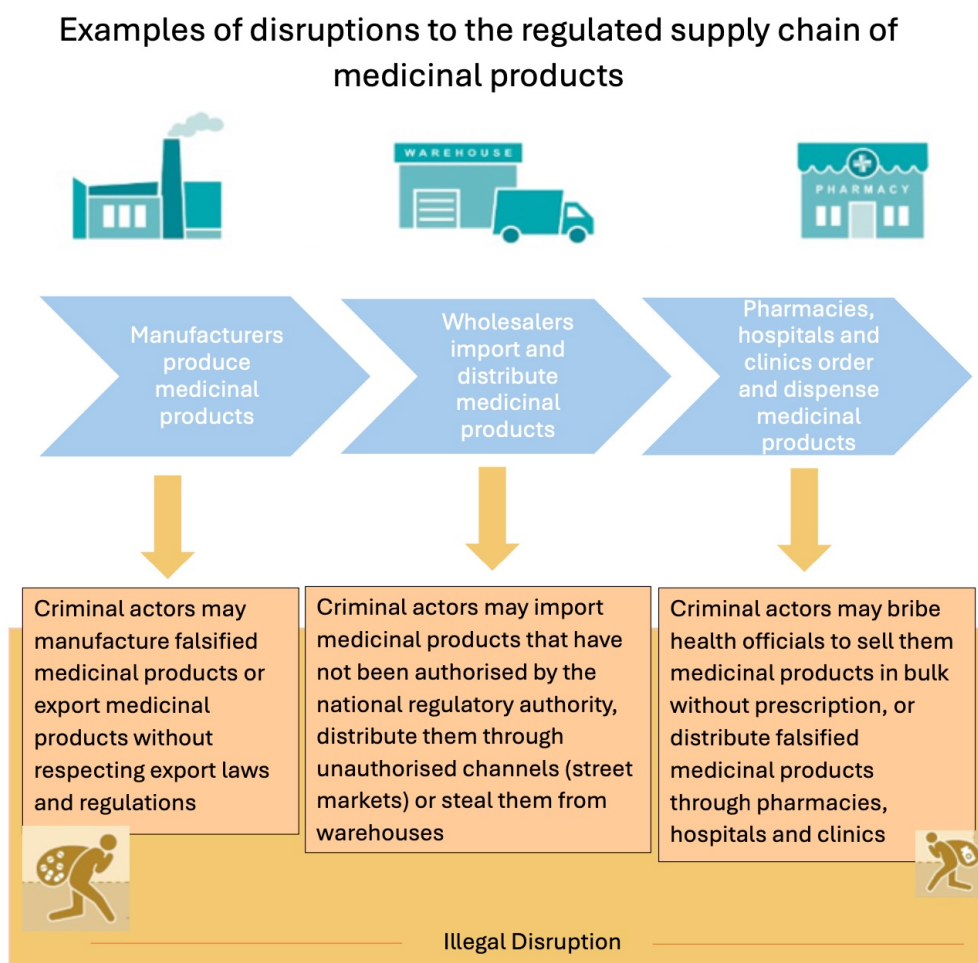 Examples of disruptions to the regulated supply chain of
medicinal products
WAREHOUSE
PHARMACY
Manufacturers
produce
medicinal
products
Wholesalers
import and
distribute
medicinal
products
Pharmacies,
hospitals and
clinics order
and dispense
medicinal
products
Criminal actors may
manufacture falsified
medicinal products or
export medicinal
products without
respecting export laws
and regulations
Criminal actors may import
medicinal products that have
not been authorised by the
national regulatory authority,
distribute them through
unauthorised channels (street
markets) or steal them from
warehouses
Criminal actors may bribe
health officials to sell them
medicinal products in bulk
without prescription, or
distribute falsified
medicinal products
through pharmacies,
hospitals and clinics
Illegal Disruption